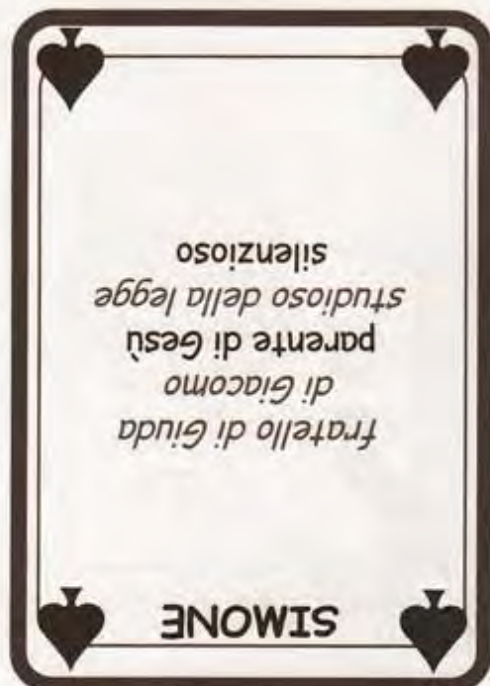 SIMONE
fratello di Giuda
di Giacomo
parente di Gesù
studioso della legge
silenzioso